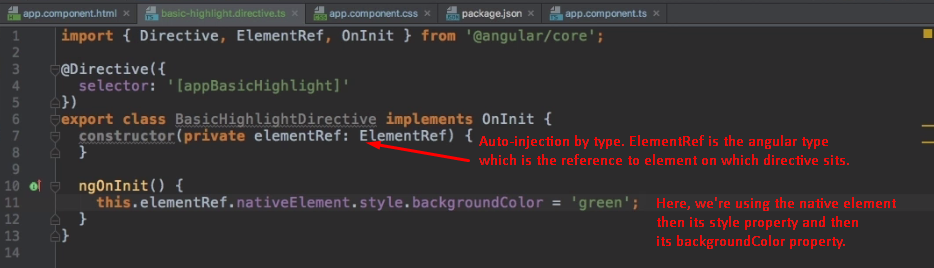 app.component.html × basic-highlight.directive.ts × app.component.css × package.json × app.component.ts ×
1 import { Directive, ElementRef, OnInit } from '@angular/core';
2
3 @Directive({
4 selector: '[appBasicHighlight]'
5 })
6 export class BasicHighlightDirective implements OnInit {
7 constructor(private elementRef: ElementRef) {
8 }
Auto-injection by type. ElementRef is the angular type
which is the reference to element on which directive sits.
9
10 ngOnInit() {
11 this.elementRef.nativeElement.style.backgroundColor = 'green';
12 }
13 }
14
Here, we're using the native element
then its style property and then
its backgroundColor property.